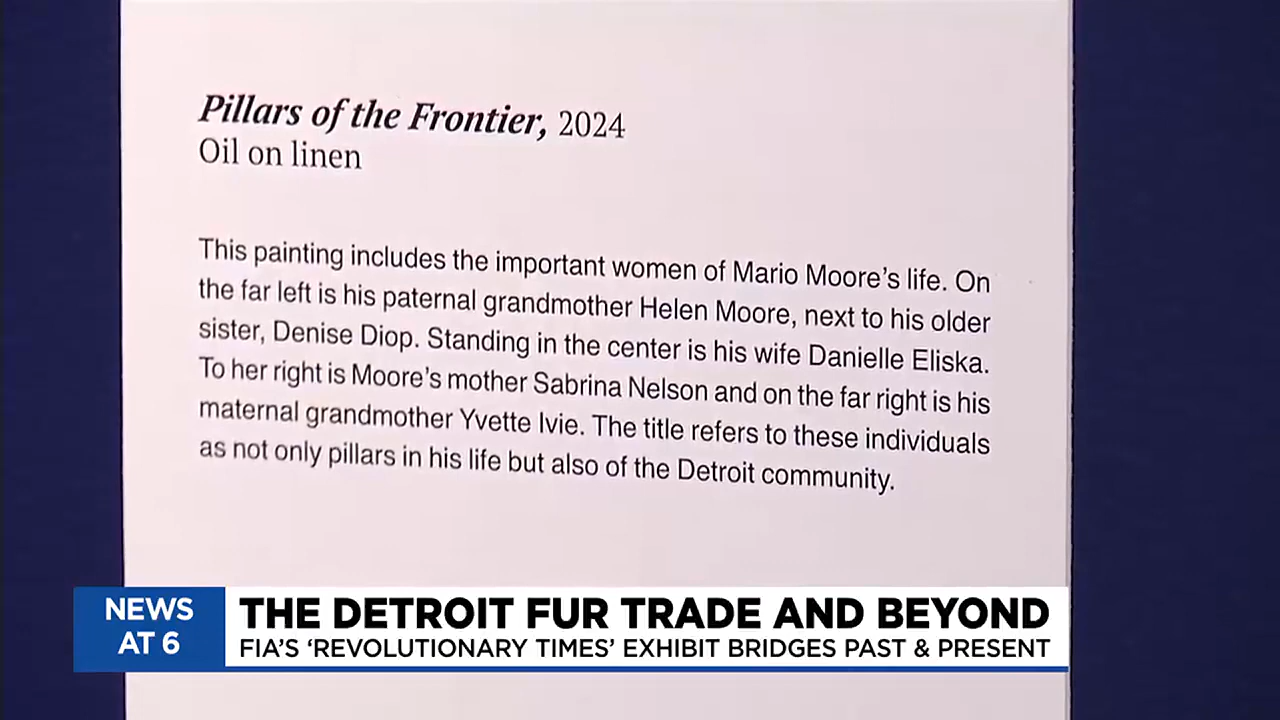 Pillars of the Frontier, 2024
Oil on linen
This painting includes the important women of Mario Moore's life. On
the far left is his paternal grandmother Helen Moore, next to his older
sister, Denise Diop. Standing in the center is his wife Danielle Eliska.
To her right is Moore's mother Sabrina Nelson and on the far right is his
maternal grandmother Yvette Ivie. The title refers to these individuals
as not only pillars in his life but also of the Detroit community.
NEWS
AT 6
THE DETROIT FUR TRADE AND BEYOND
FIA'S ‘REVOLUTIONARY TIMES’ EXHIBIT BRIDGES PAST & PRESENT